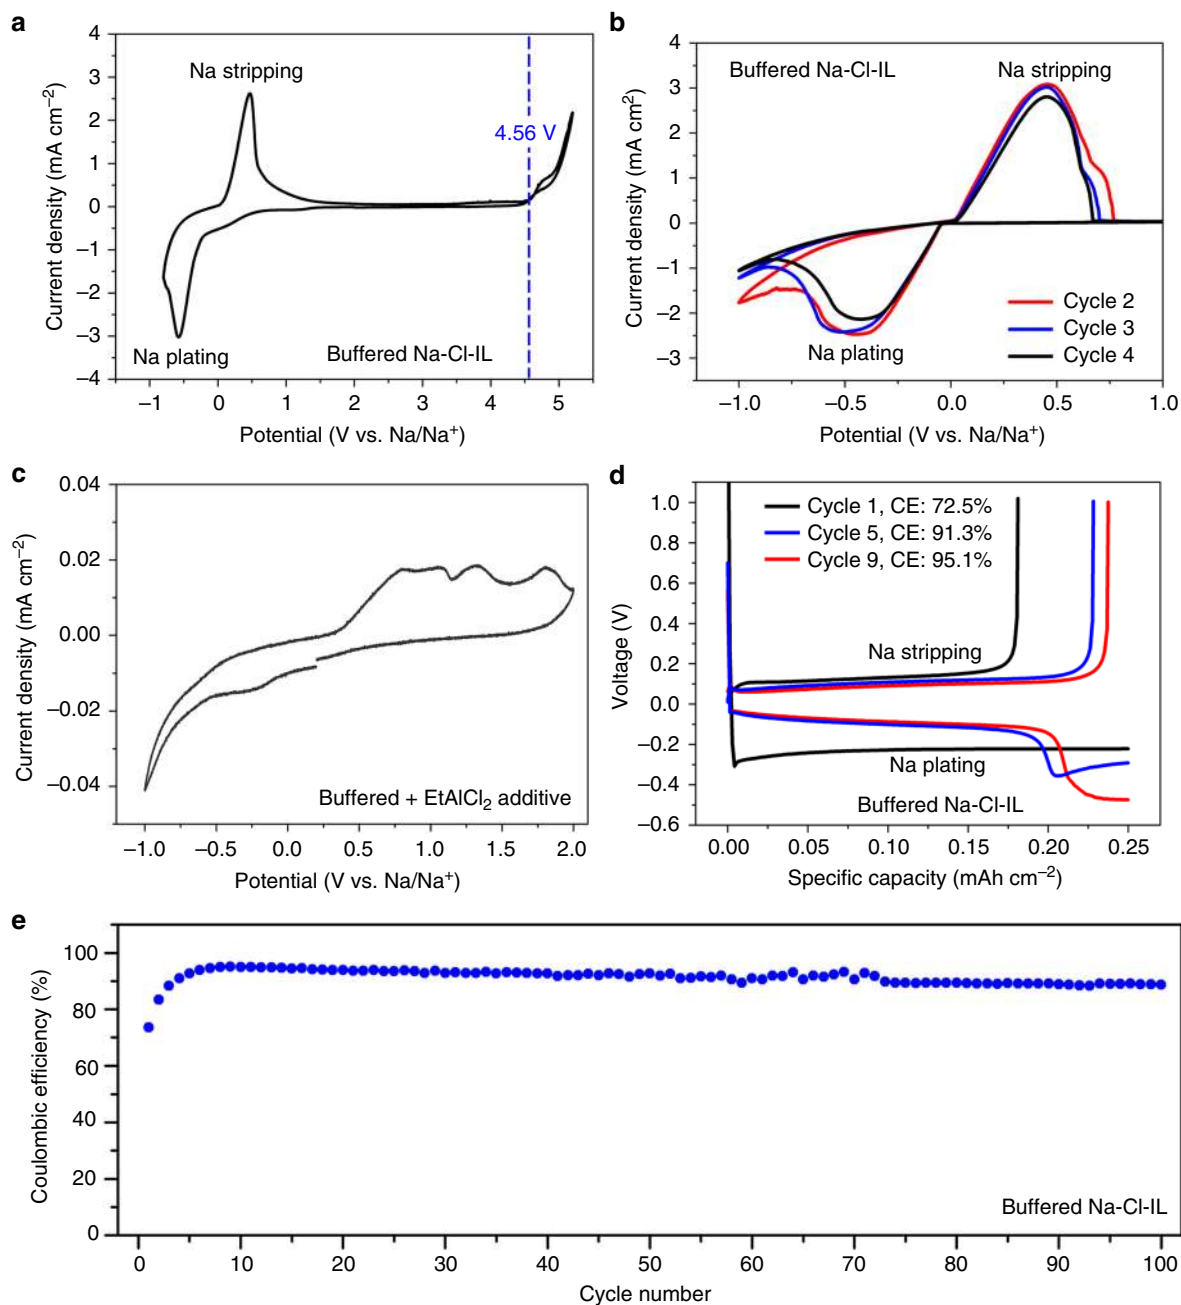 a
4
3
2
1
0
−1
−2
−3
−4
Na stripping
4.56 V
Na plating
Buffered Na-Cl-IL
−1 0 1 2 3 4 5
Potential (V vs. Na/Na⁺)
Current density (mA cm⁻²)
b
4
3
2
1
0
−1
−2
−3
Buffered Na-Cl-IL
Na stripping
Cycle 2
Cycle 3
Cycle 4
Na plating
−1.0 −0.5 0.0 0.5 1.0
Potential (V vs. Na/Na⁺)
Current density (mA cm²)
c
0.04
0.02
0.00
−0.02
−0.04
Buffered + EtAlCl₂ additive
−1.0 −0.5 0.0 0.5 1.0 1.5 2.0
Potential (V vs. Na/Na⁺)
Current density (mA cm⁻²)
d
1.0
0.8
0.6
0.4
0.2
0.0
−0.2
−0.4
−0.6
Cycle 1, CE: 72.5%
Cycle 5, CE: 91.3%
Cycle 9, CE: 95.1%
Na stripping
Na plating
Buffered Na-Cl-IL
0.00 0.05 0.10 0.15 0.20 0.25
Specific capacity (mAh cm⁻²)
Voltage (V)
e
100
80
60
40
20
0
Buffered Na-Cl-IL
0 10 20 30 40 50 60 70 80 90 100
Cycle number
Coulombic efficiency (%)